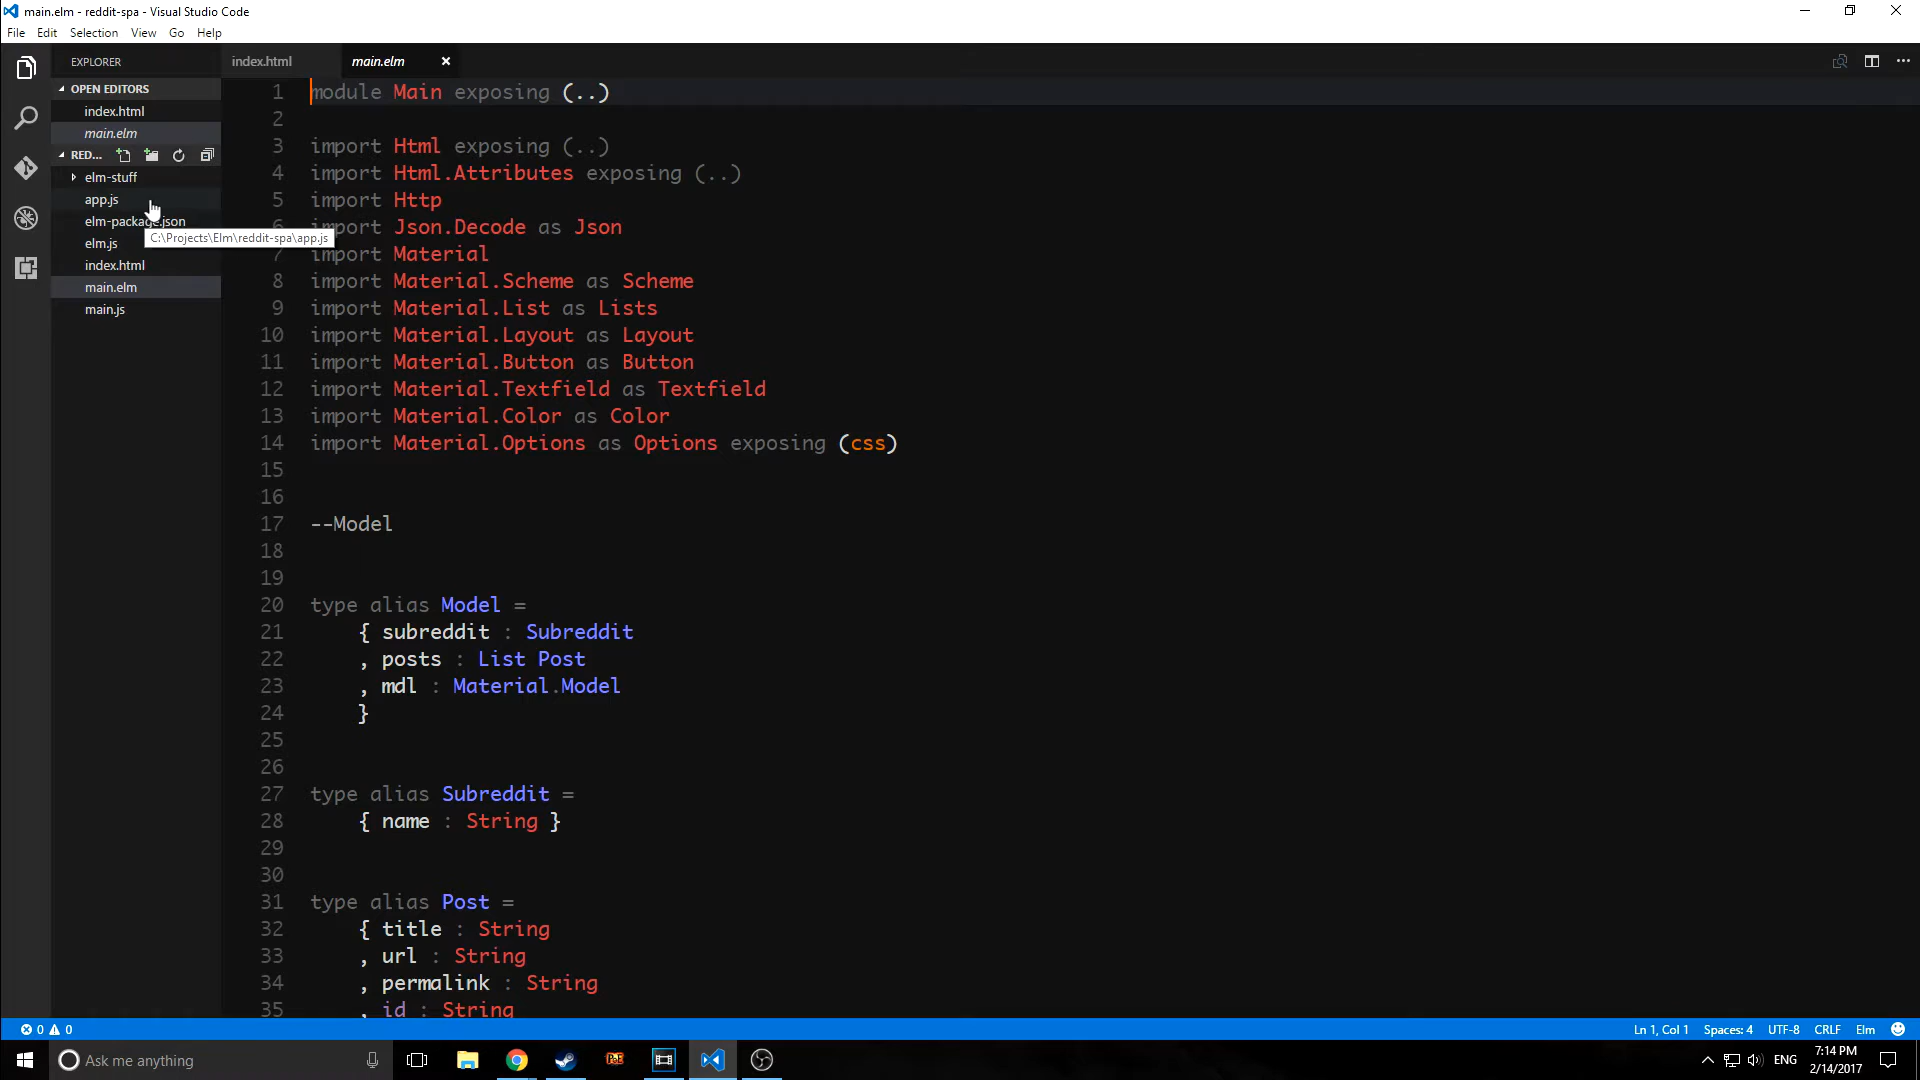 main.elm - reddit-spa - Visual Studio Code
File Edit Selection View Go Help
EXPLORER
OPEN EDITORS
index.html
main.elm
RED...
elm-stuff
app.js
elm-package.json
C:\Projects\Elm\reddit-spa\app.js
elm.js
index.html
main.elm
main.js
index.html main.elm
1 module Main exposing (..)
2
3 import Html exposing (..)
4 import Html.Attributes exposing (..)
5 import Http
6 import Json.Decode as Json
7 import Material
8 import Material.Scheme as Scheme
9 import Material.List as Lists
10 import Material.Layout as Layout
11 import Material.Button as Button
12 import Material.Textfield as Textfield
13 import Material.Color as Color
14 import Material.Options as Options exposing (css)
15
16
17 --Model
18
19
20 type alias Model =
21 { subreddit : Subreddit
22 , posts : List Post
23 , mdl : Material.Model
24 }
25
26
27 type alias Subreddit =
28 { name : String }
29
30
31 type alias Post =
32 { title : String
33 , url : String
34 , permalink : String
35 , id : String
0 0
Ln 1, Col 1 Spaces: 4 UTF-8 CRLF Elm
Ask me anything
ENG
7:14 PM
2/14/2017